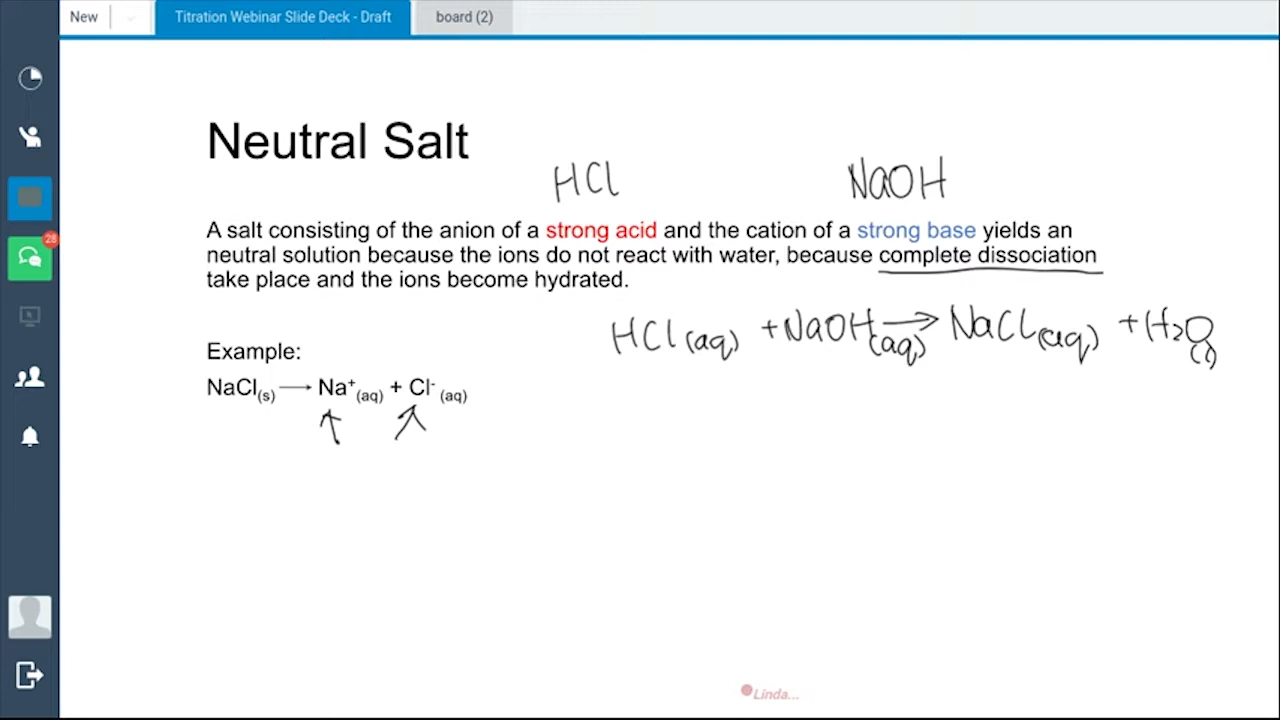 New
Titration Webinar Slide Deck - Draft
board (2)
28
Neutral Salt
HCl NaOH
A salt consisting of the anion of a strong acid and the cation of a strong base yields an
neutral solution because the ions do not react with water, because complete dissociation
take place and the ions become hydrated.
HCl(aq) + NaOH(aq) → NaCl(aq) + H₂O(l)
Example:
NaCl(s) → Na⁺(aq) + Cl⁻(aq)
Linda...